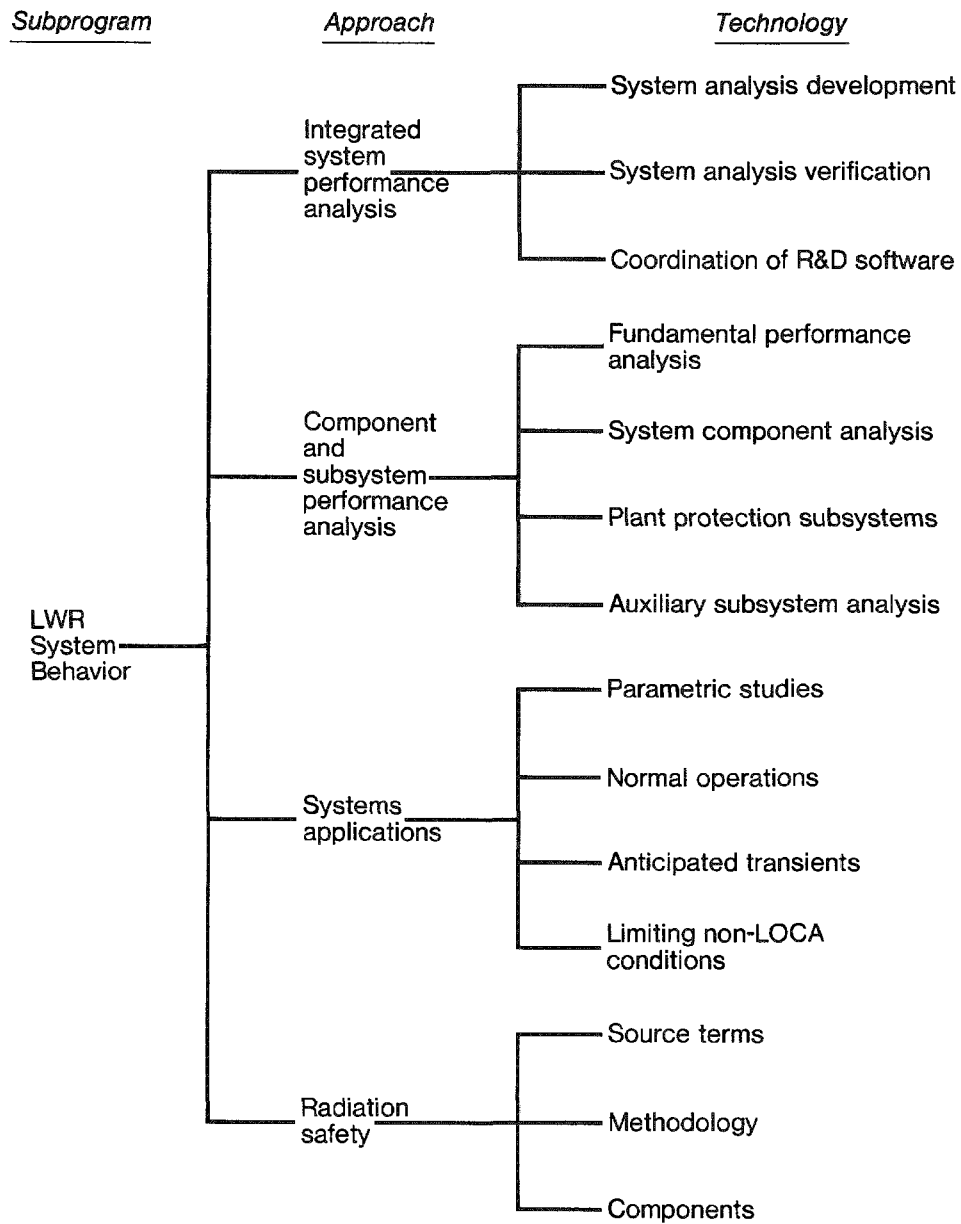 Subprogram
Approach
Technology
LWR
System
Behavior
Integrated
system
performance
analysis
System analysis development
System analysis verification
Coordination of R&D software
Component
and
subsystem
performance
analysis
Fundamental performance
analysis
System component analysis
Plant protection subsystems
Auxiliary subsystem analysis
Systems
applications
Parametric studies
Normal operations
Anticipated transients
Limiting non-LOCA
conditions
Radiation
safety
Source terms
Methodology
Components